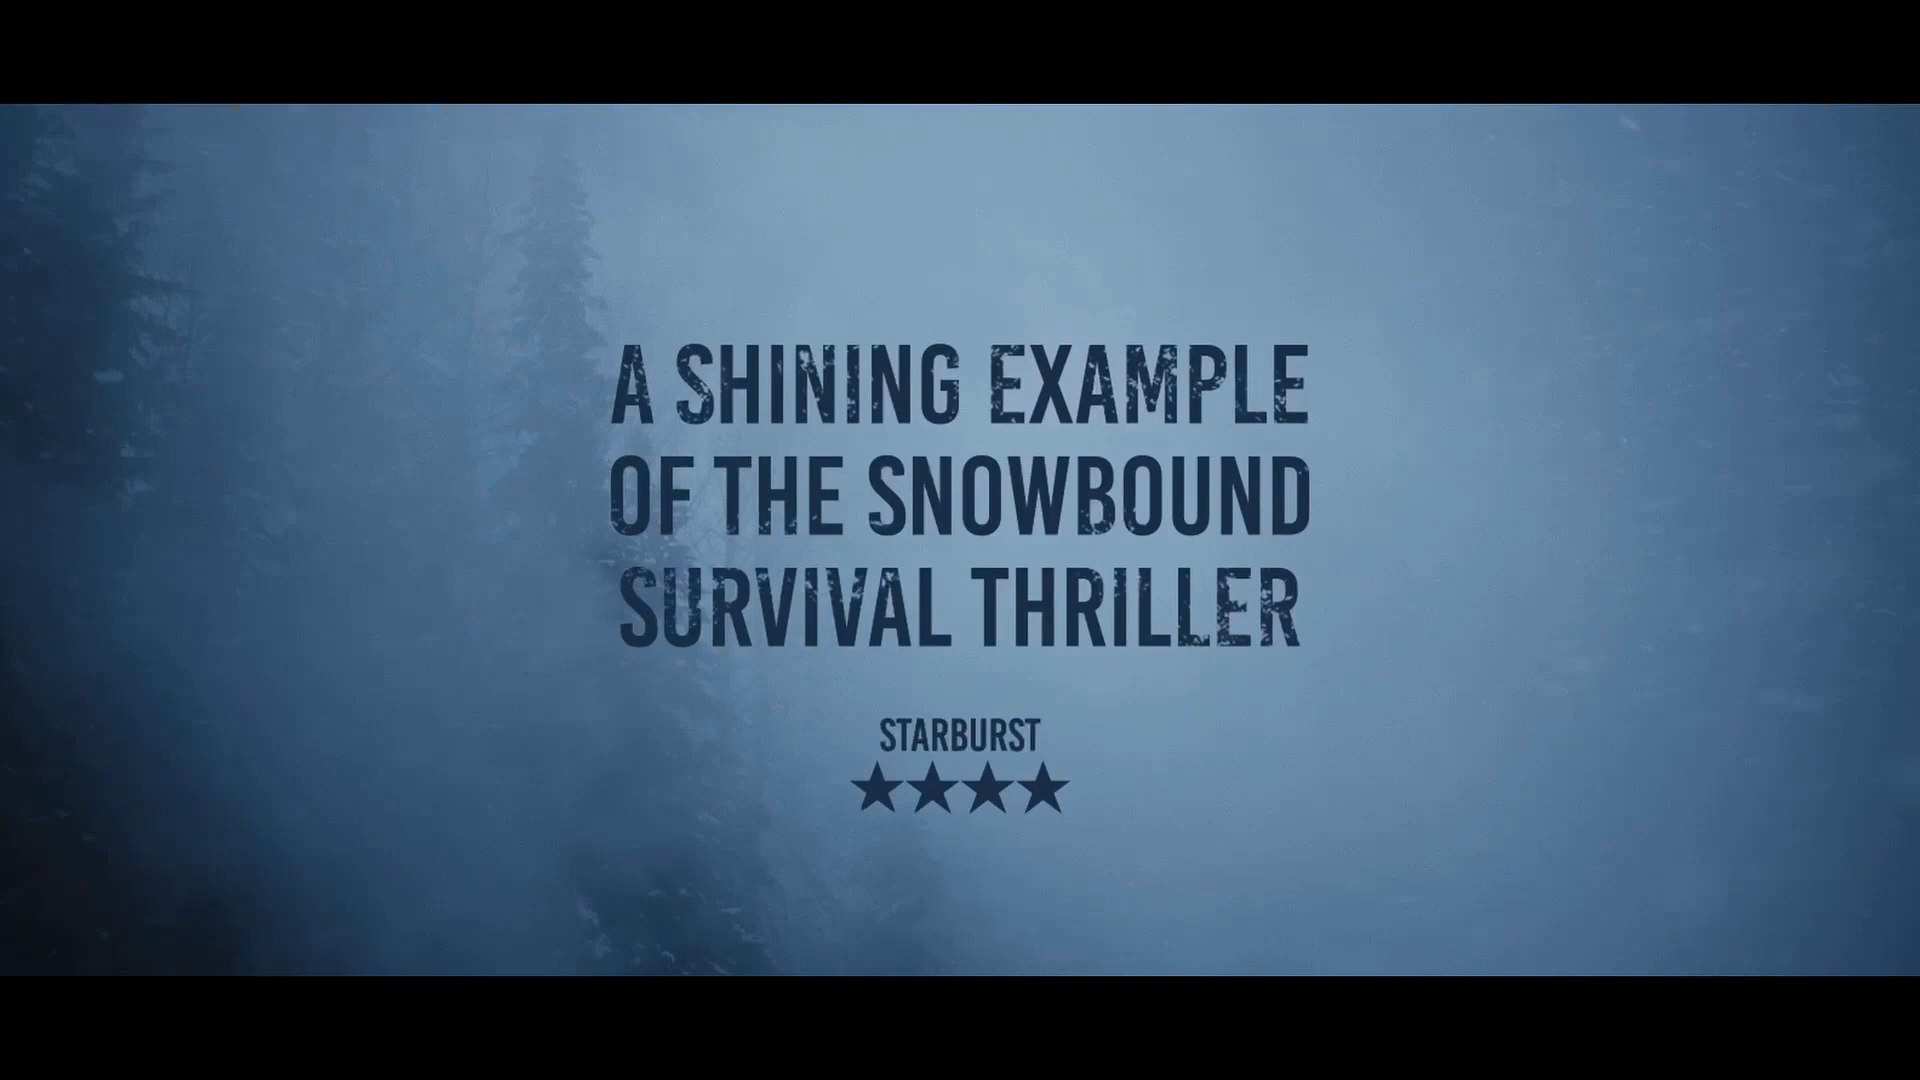 A SHINING EXAMPLE
OF THE SNOWBOUND
SURVIVAL THRILLER
STARBURST
★★★★